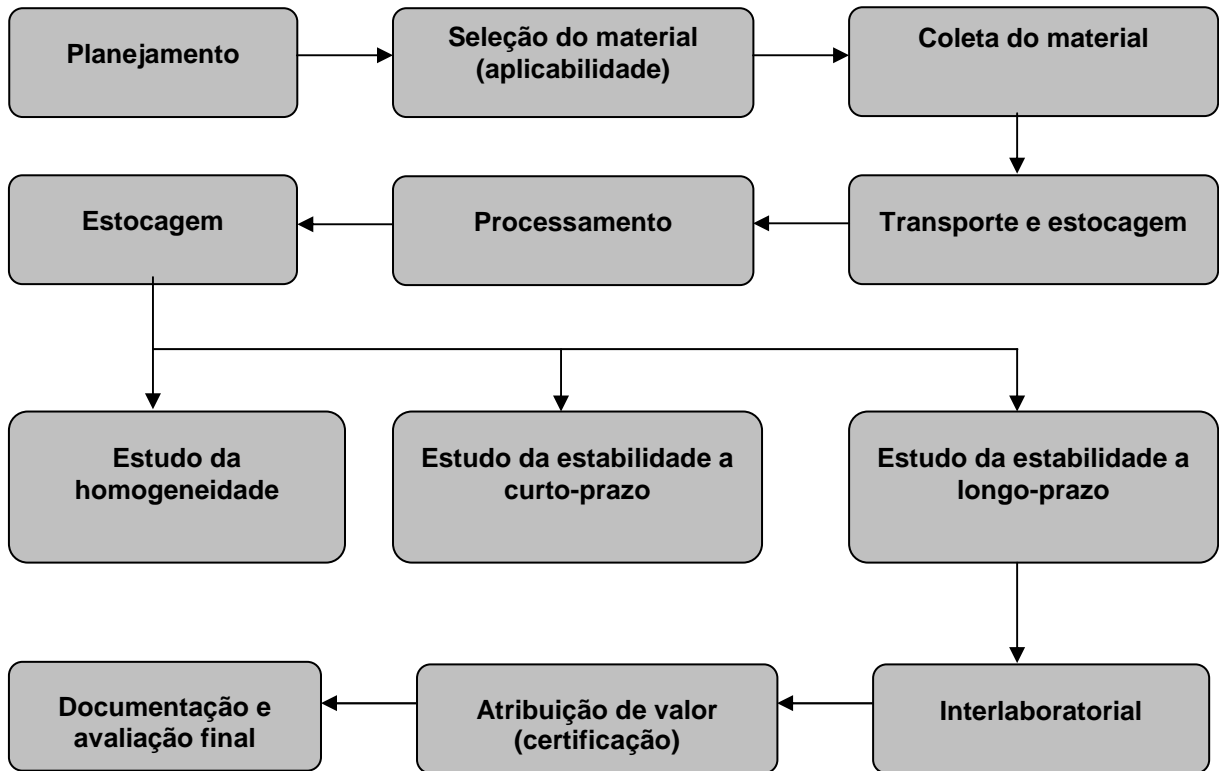 Planejamento
Seleção do material
(aplicabilidade)
Coleta do material
Transporte e estocagem
Processamento
Estocagem
Estudo da
homogeneidade
Estudo da estabilidade a
curto-prazo
Estudo da estabilidade a
longo-prazo
Interlaboratorial
Atribuição de valor
(certificação)
Documentação e
avaliação final